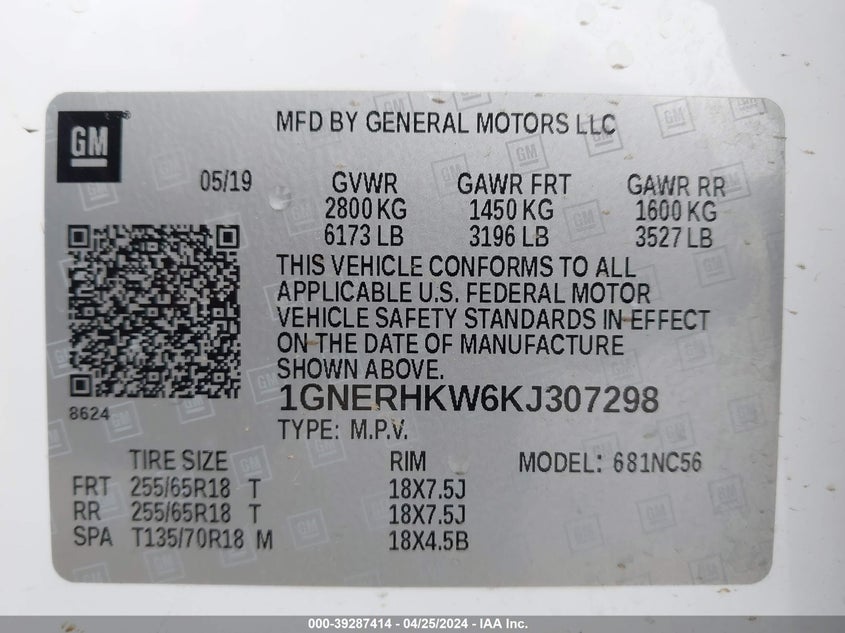 GM
MFD BY GENERAL MOTORS LLC
05/19 GVWR GAWR FRT GAWR RR
2800 KG 1450 KG 1600 KG
6173 LB 3196 LB 3527 LB
THIS VEHICLE CONFORMS TO ALL
APPLICABLE U.S. FEDERAL MOTOR
VEHICLE SAFETY STANDARDS IN EFFECT
ON THE DATE OF MANUFACTURE
SHOWN ABOVE.
8624
1GNERHKW6KJ307298
TYPE: M.P.V.
TIRE SIZE RIM MODEL: 681NC56
FRT 255/65R18 T 18X7.5J
RR 255/65R18 T 18X7.5J
SPA T135/70R18 M 18X4.5B
000-39287414 - 04/25/2024 - IAA Inc.